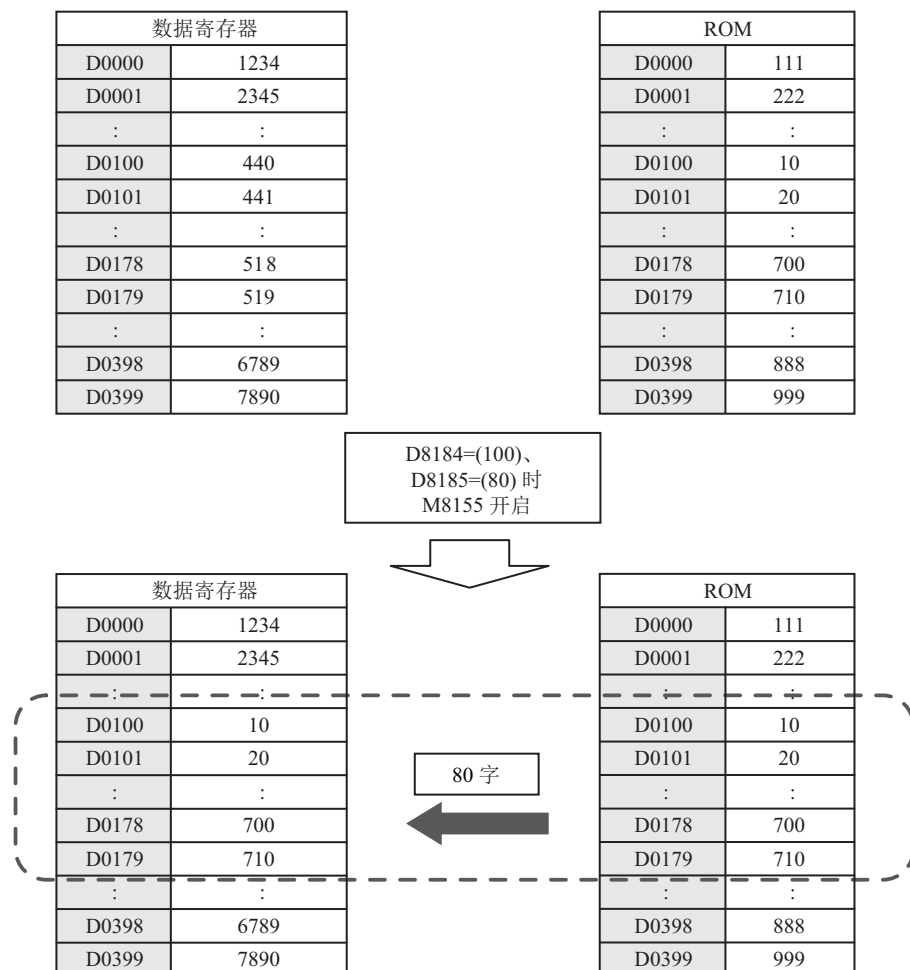 数据寄存器
D0000 1234
D0001 2345
: :
D0100 440
D0101 441
: :
D0178 518
D0179 519
: :
D0398 6789
D0399 7890
ROM
D0000 111
D0001 222
: :
D0100 10
D0101 20
: :
D0178 700
D0179 710
: :
D0398 888
D0399 999
D8184=(100)、
D8185=(80) 时
M8155 开启
数据寄存器
D0000 1234
D0001 2345
: :
D0100 10
D0101 20
: :
D0178 700
D0179 710
: :
D0398 6789
D0399 7890
80 字
ROM
D0000 111
D0001 222
: :
D0100 10
D0101 20
: :
D0178 700
D0179 710
: :
D0398 888
D0399 999